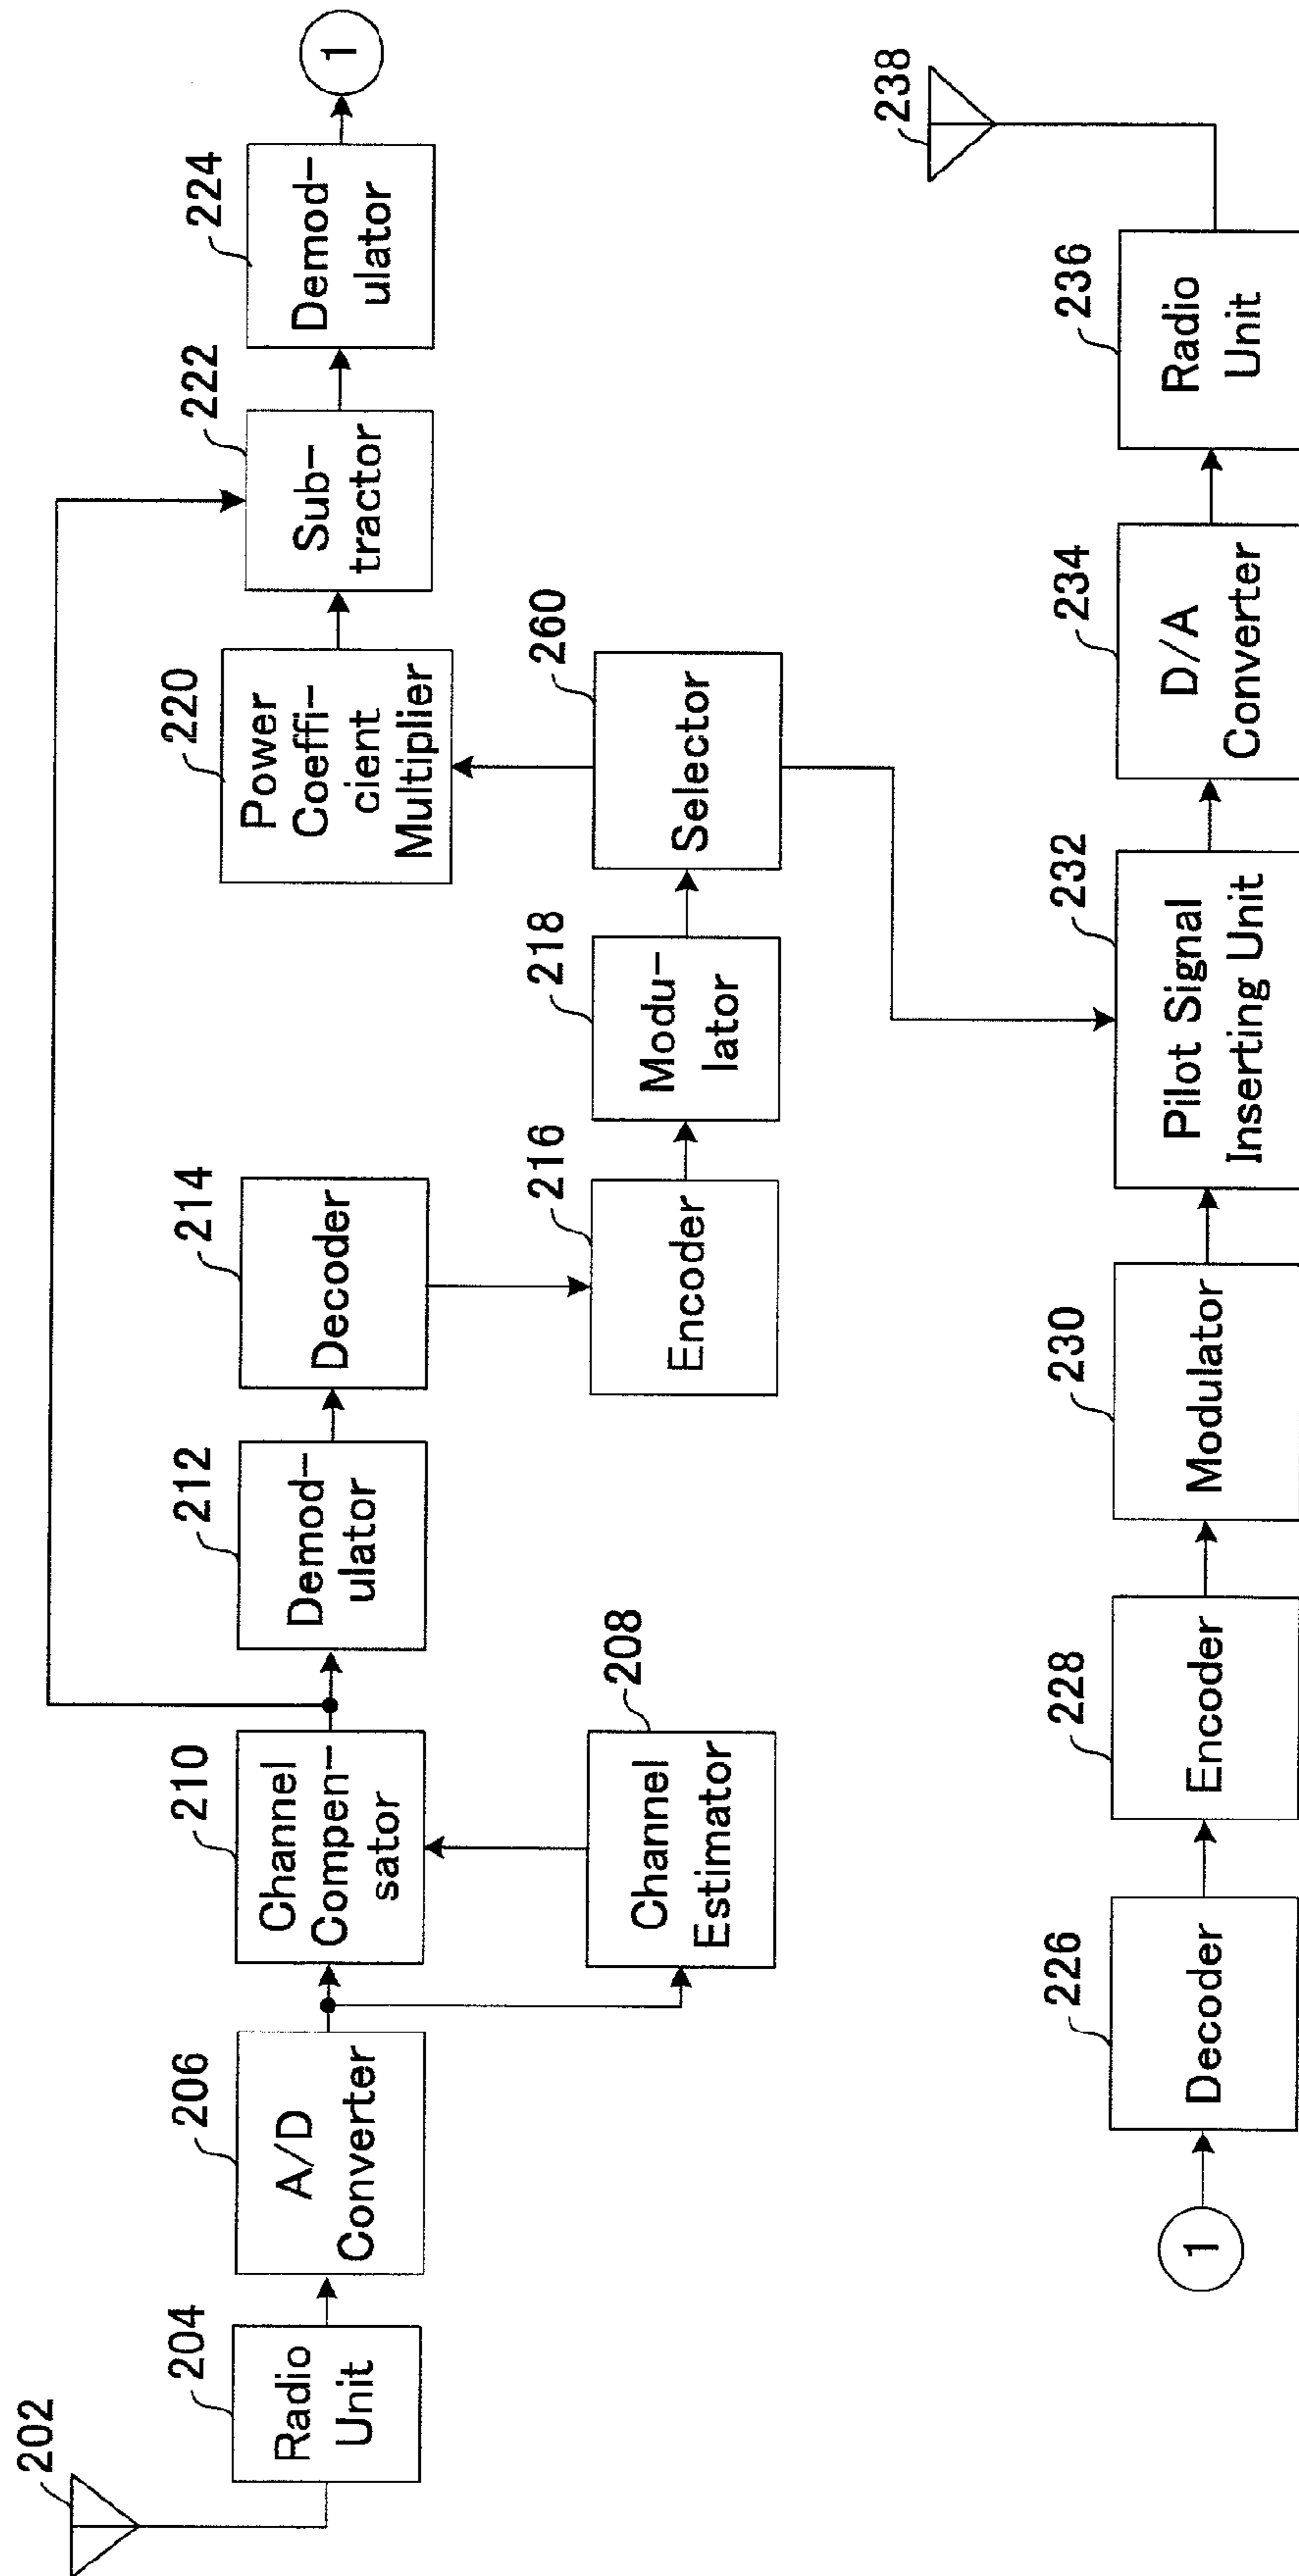 202
204
Radio
Unit
206
A/D
Converter
210
Channel
Compen-
sator
208
Channel
Estimator
212
Demod-
ulator
214
Decoder
216
Encoder
218
Modu-
lator
260
Selector
220
Power
Coeffi-
cient
Multiplier
222
Sub-
tractor
224
Demod-
ulator
1
1
226
Decoder
228
Encoder
230
Modulator
232
Pilot Signal
Inserting Unit
234
D/A
Converter
236
Radio
Unit
238